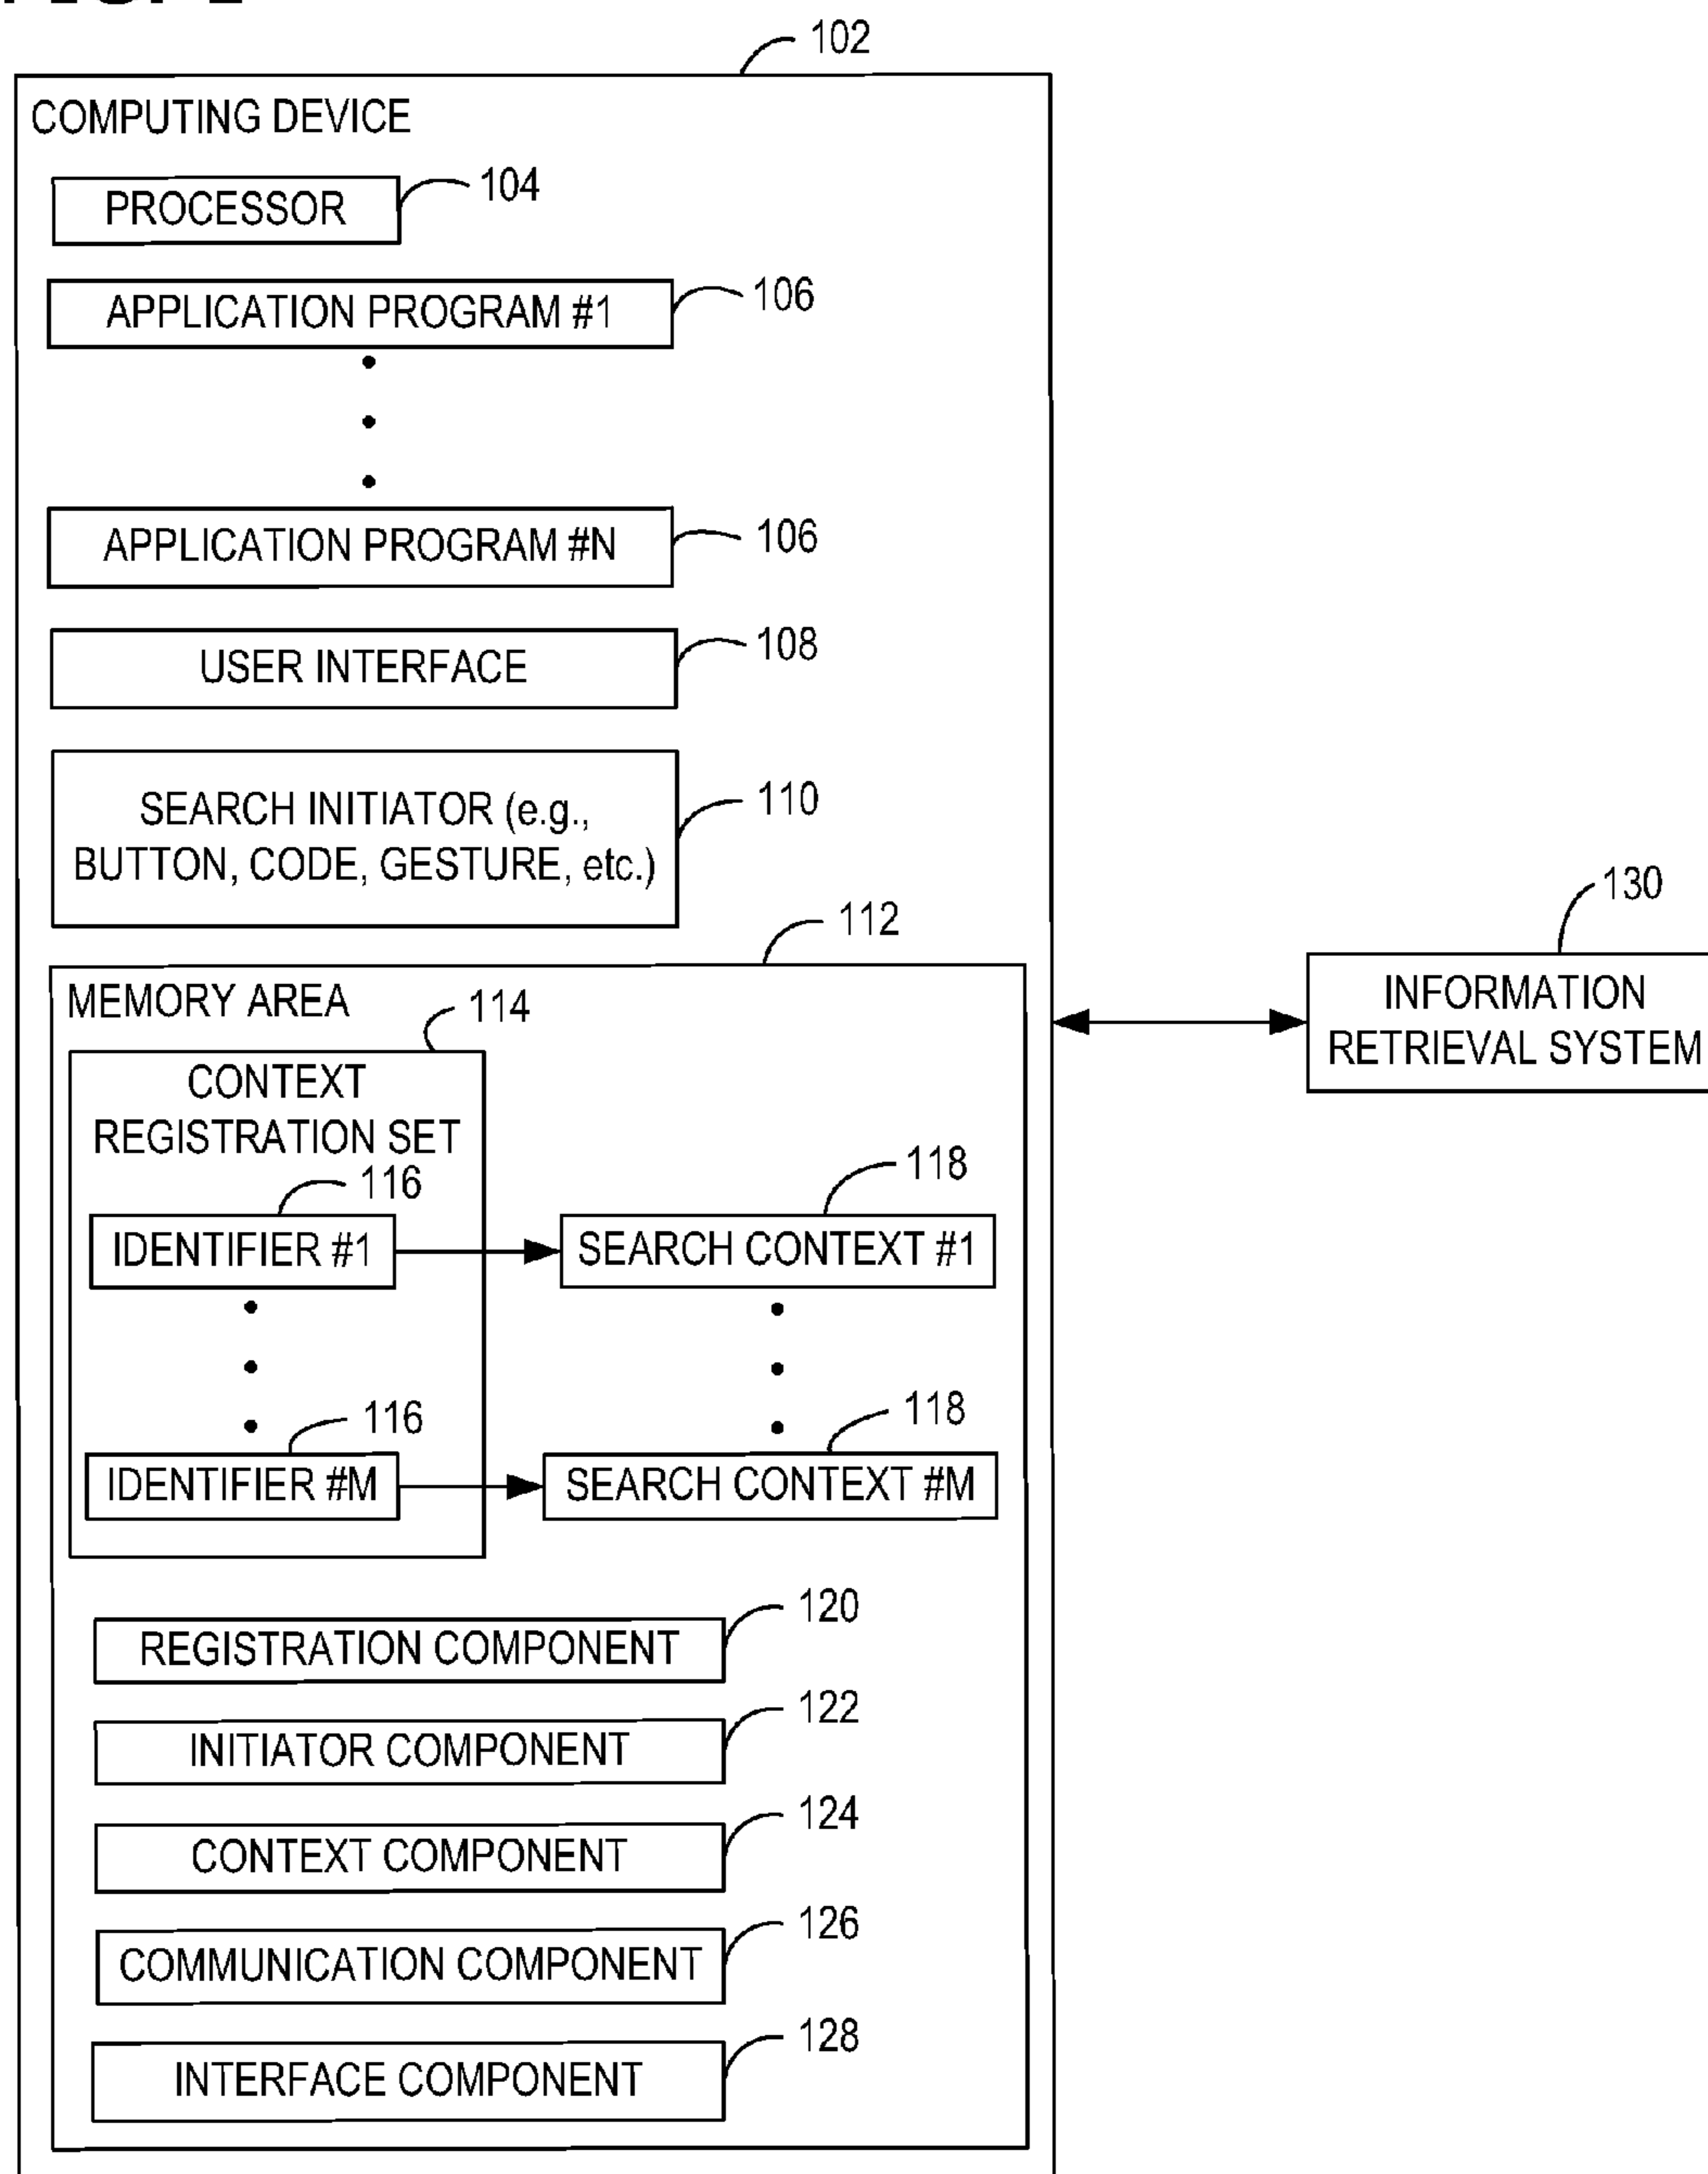 102
COMPUTING DEVICE
PROCESSOR
104
APPLICATION PROGRAM #1
106
APPLICATION PROGRAM #N
106
USER INTERFACE
108
SEARCH INITIATOR (e.g.,
BUTTON, CODE, GESTURE, etc.)
110
112
MEMORY AREA
114
CONTEXT
REGISTRATION SET
116
118
IDENTIFIER #1
SEARCH CONTEXT #1
116
118
IDENTIFIER #M
SEARCH CONTEXT #M
120
REGISTRATION COMPONENT
122
INITIATOR COMPONENT
124
CONTEXT COMPONENT
126
COMMUNICATION COMPONENT
128
INTERFACE COMPONENT
130
INFORMATION
RETRIEVAL SYSTEM